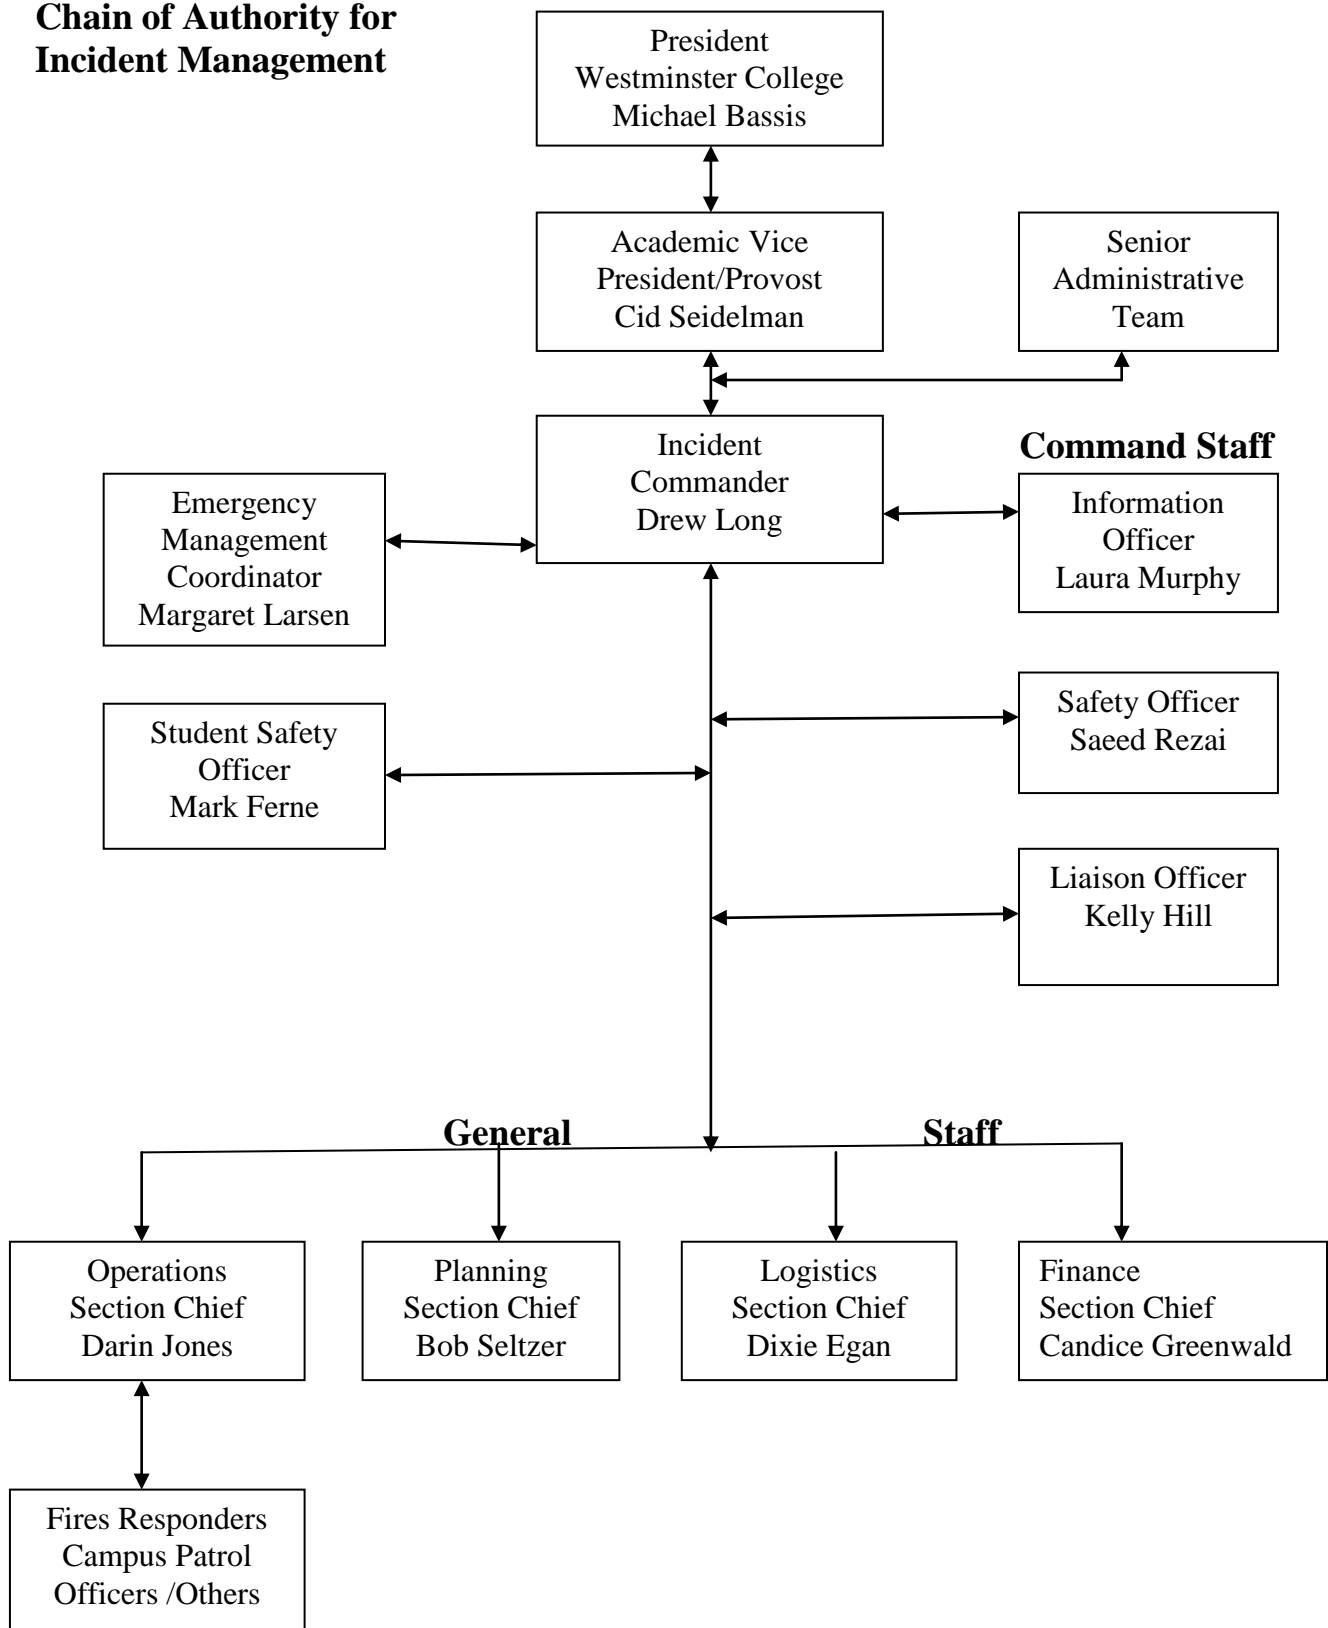 Chain of Authority for
Incident Management
President
Westminster College
Michael Bassis
Academic Vice
President/Provost
Cid Seidelman
Senior
Administrative
Team
Incident
Commander
Drew Long
Command Staff
Emergency
Management
Coordinator
Margaret Larsen
Information
Officer
Laura Murphy
Student Safety
Officer
Mark Ferne
Safety Officer
Saeed Rezai
Liaison Officer
Kelly Hill
General Staff
Operations
Section Chief
Darin Jones
Planning
Section Chief
Bob Seltzer
Logistics
Section Chief
Dixie Egan
Finance
Section Chief
Candice Greenwald
Fires Responders
Campus Patrol
Officers /Others